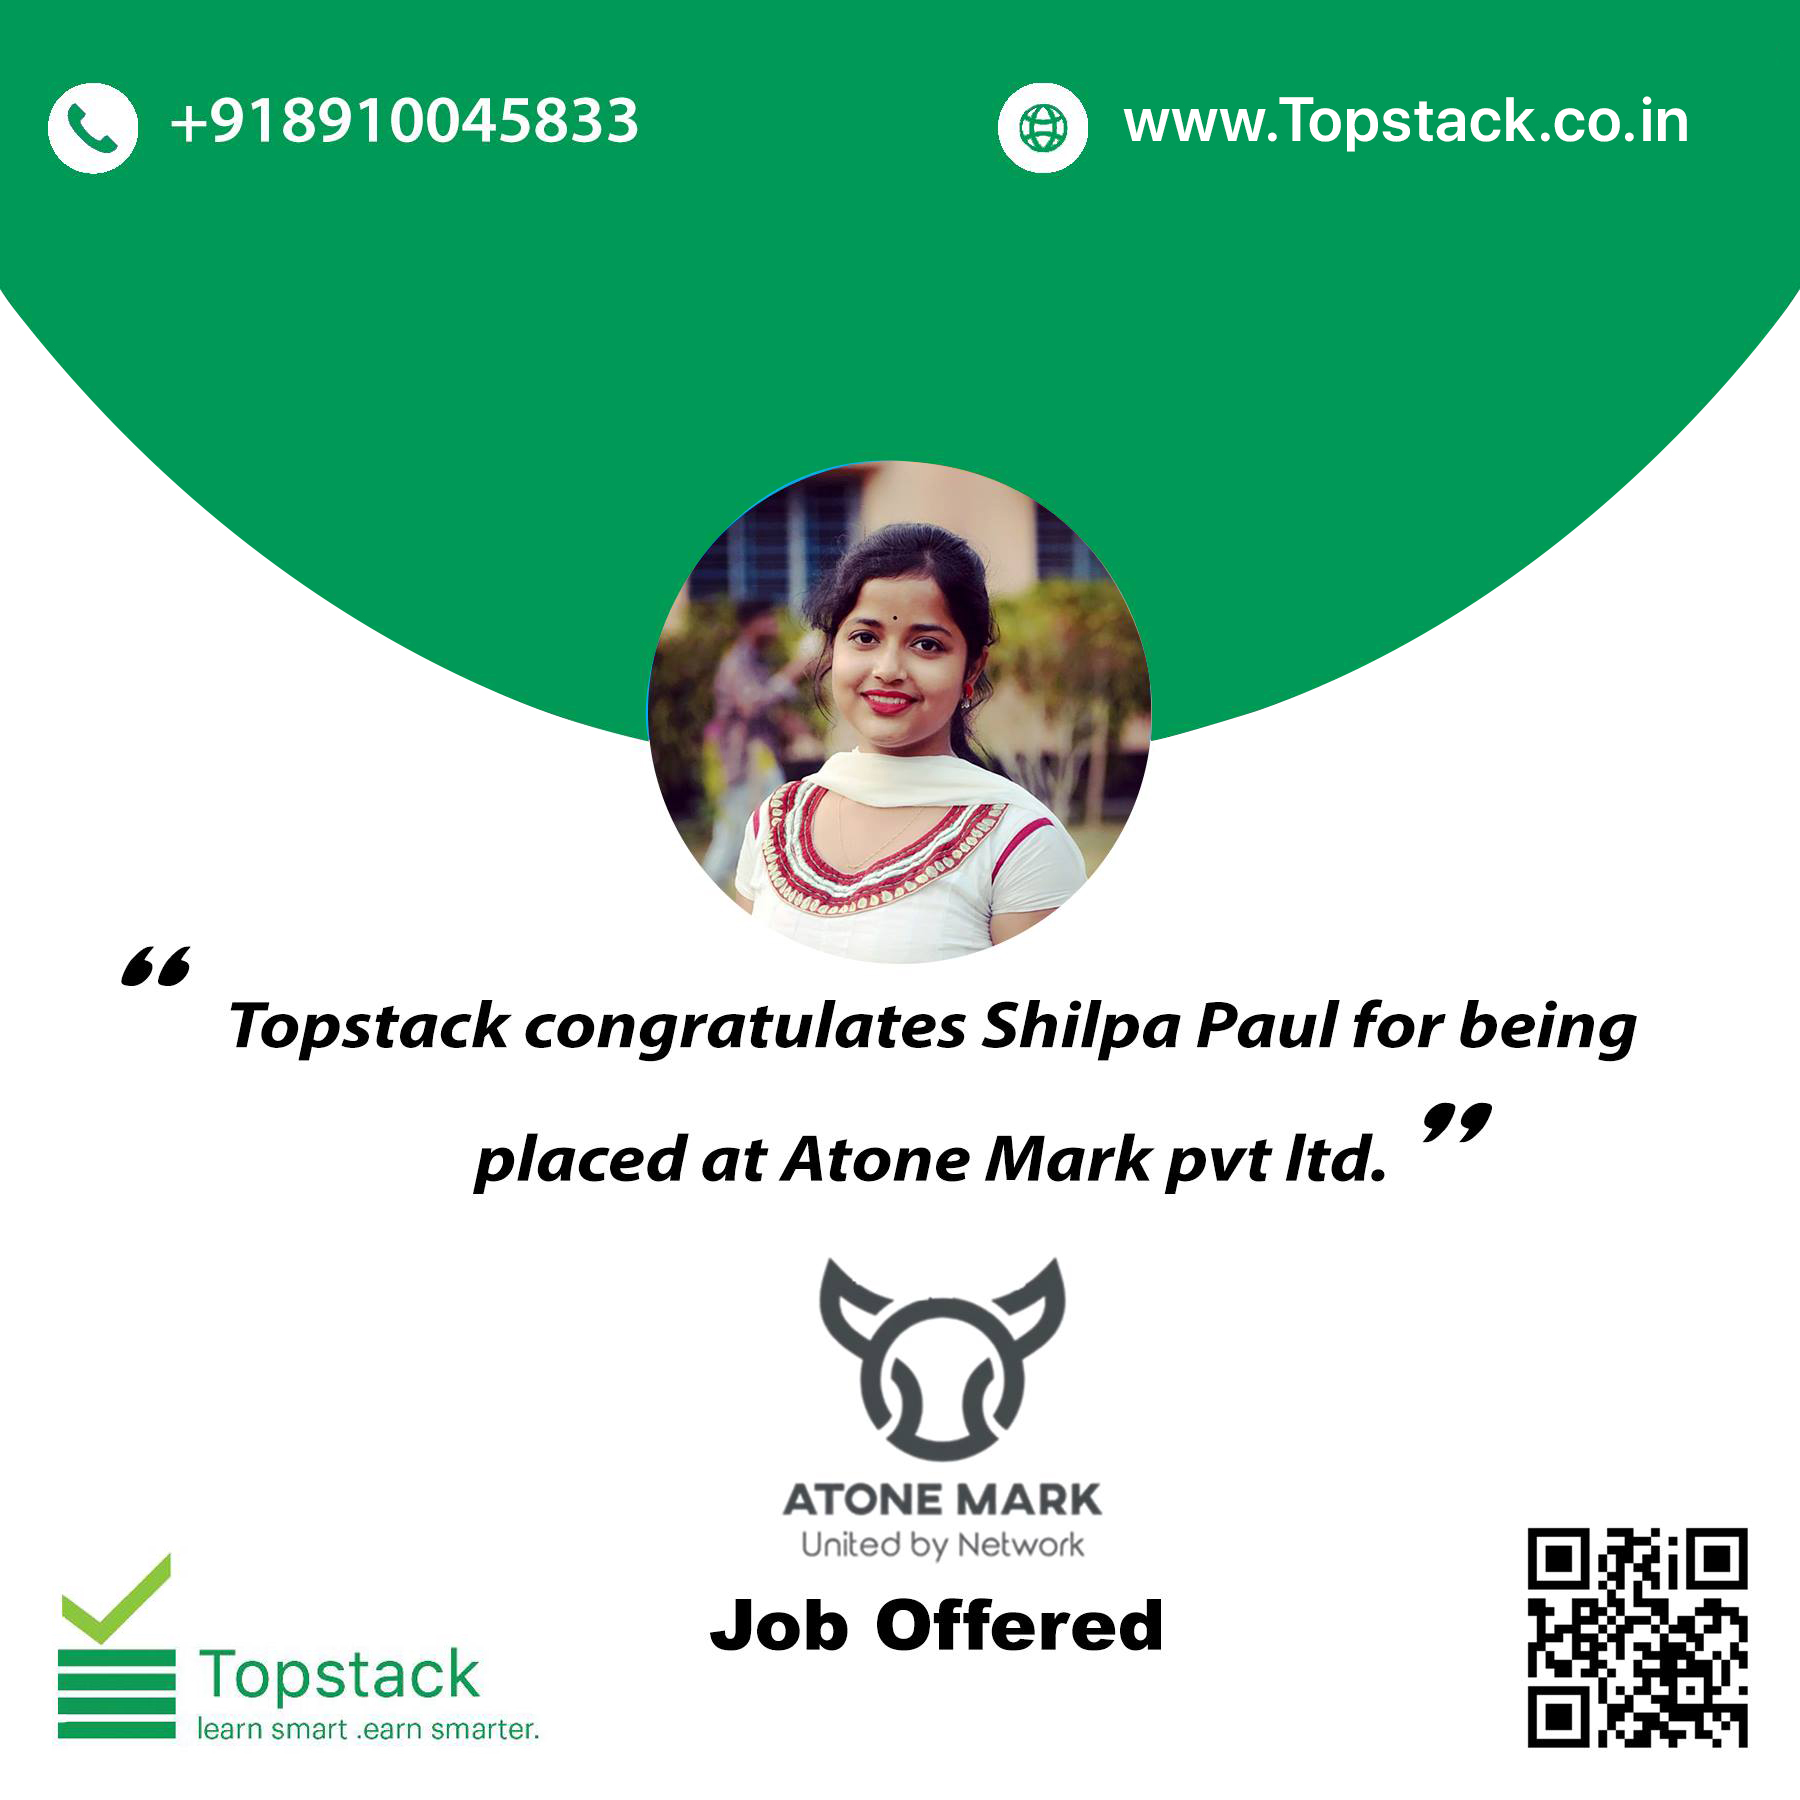 +918910045833
www.Topstack.co.in
“ Topstack congratulates Shilpa Paul for being
placed at Atone Mark pvt ltd. ”
ATONE MARK
United by Network
Job Offered
Topstack
learn smart .earn smarter.